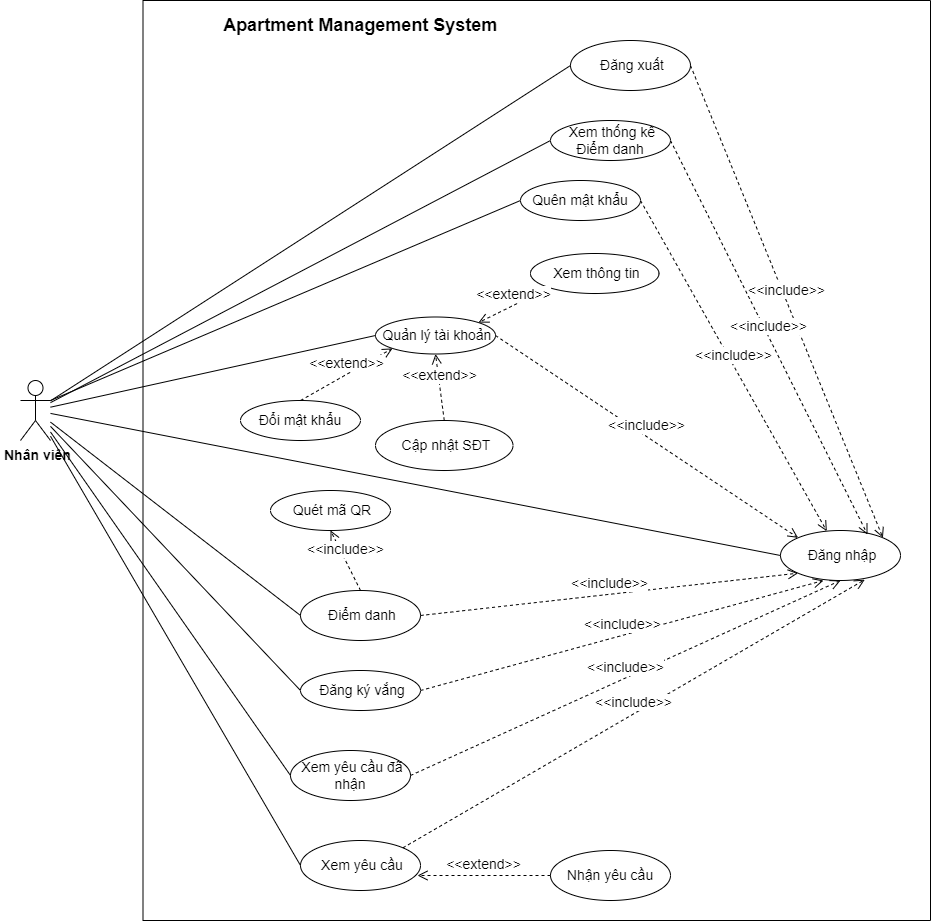 Apartment Management System
Đăng xuất
Xem thống kê
Điểm danh
Quên mật khẩu
Xem thông tin
<<include>>
<<extend>>
<<include>>
Quản lý tài khoản
<<include>>
<<extend>>
<<extend>>
Đổi mật khẩu
<<include>>
Cập nhật SĐT
Nhân viên
Quét mã QR
<<include>>
Đăng nhập
<<include>>
Điểm danh
<<include>>
<<include>>
Đăng ký vắng
<<include>>
Xem yêu cầu đã
nhận
Xem yêu cầu
<<extend>>
Nhận yêu cầu